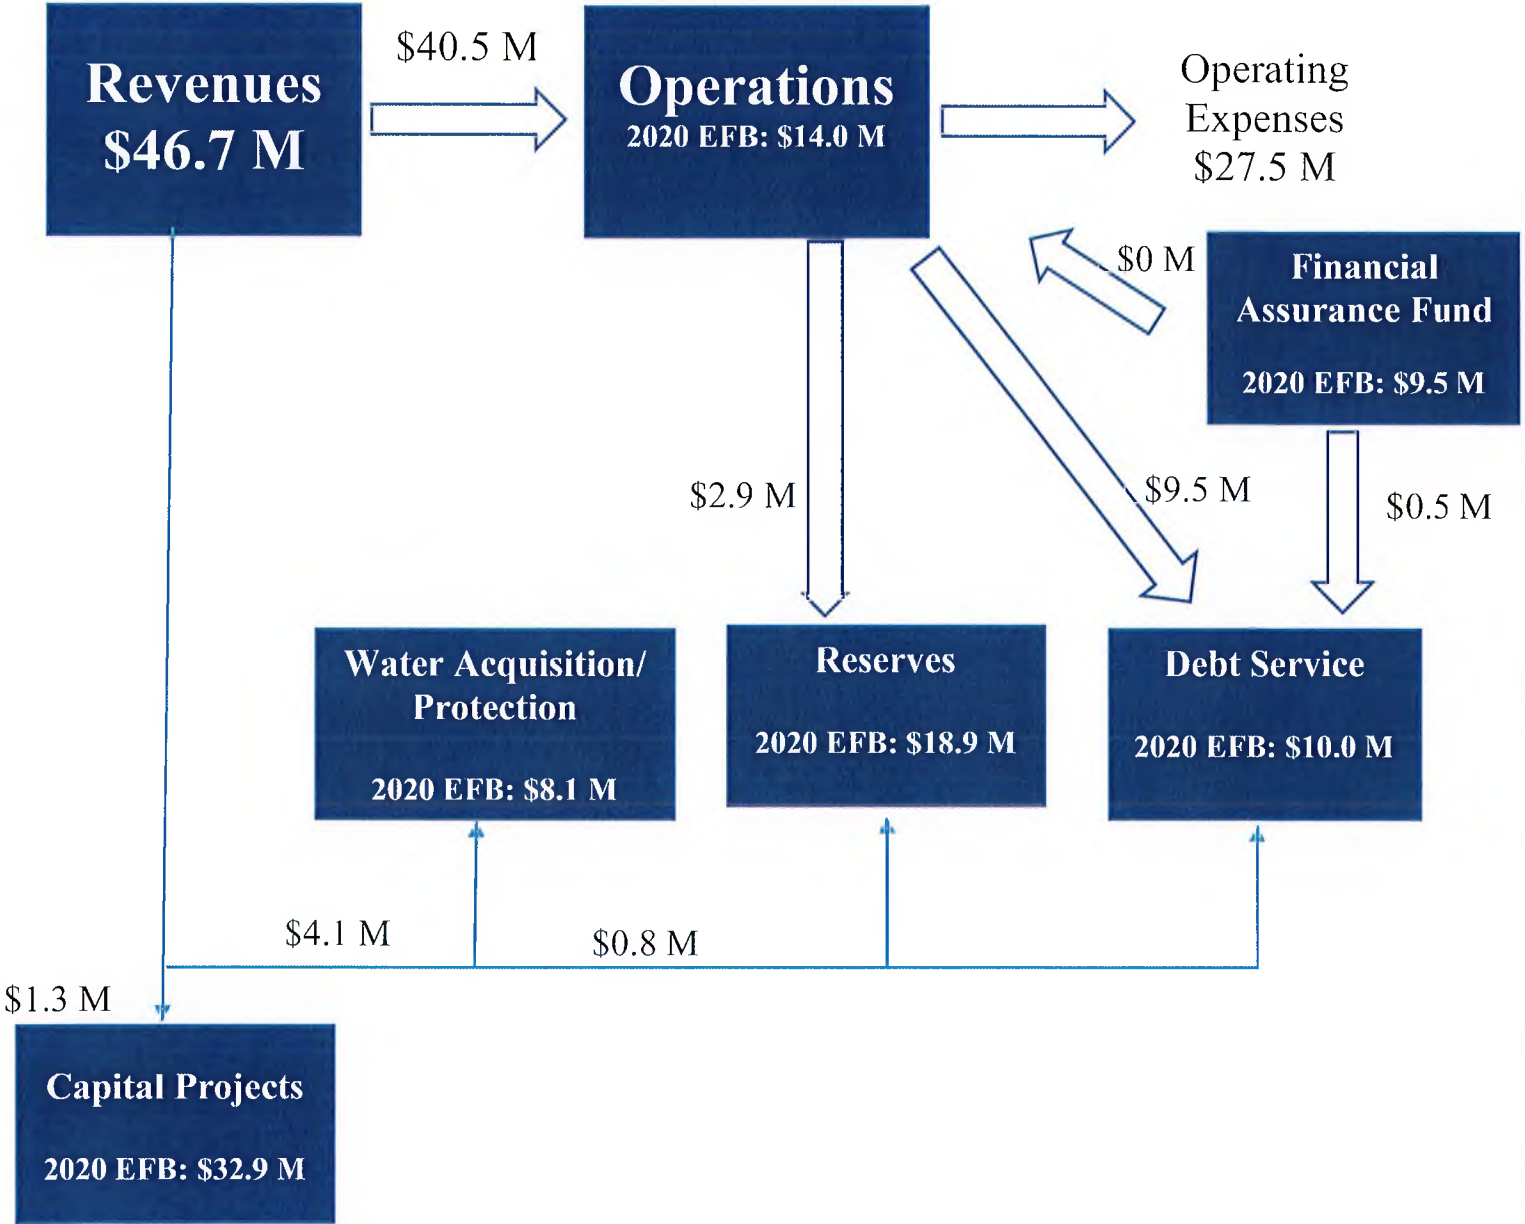 Revenues
$46.7 M
$40.5 M
Operations
2020 EFB: $14.0 M
Operating
Expenses
$27.5 M
$0 M
Financial
Assurance Fund
2020 EFB: $9.5 M
$2.9 M
$9.5 M
$0.5 M
Water Acquisition/
Protection
2020 EFB: $8.1 M
Reserves
2020 EFB: $18.9 M
Debt Service
2020 EFB: $10.0 M
$4.1 M
$0.8 M
$1.3 M
Capital Projects
2020 EFB: $32.9 M